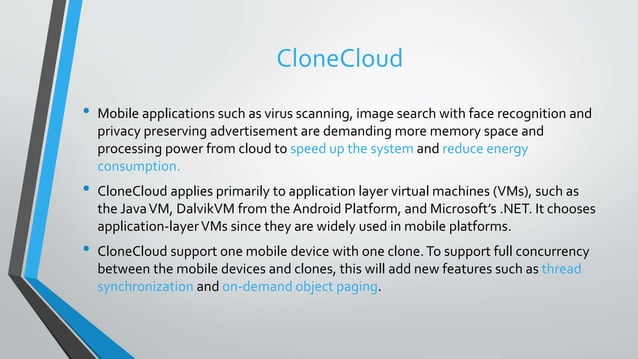 CloneCloud
• Mobile applications such as virus scanning, image search with face recognition and
privacy preserving advertisement are demanding more memory space and
processing power from cloud to speed up the system and reduce energy
consumption.
• CloneCloud applies primarily to application layer virtual machines (VMs), such as
the Java VM, DalvikVM from the Android Platform, and Microsoft's .NET. It chooses
application-layer VMs since they are widely used in mobile platforms.
• CloneCloud support one mobile device with one clone. To support full concurrency
between the mobile devices and clones, this will add new features such as thread
synchronization and on-demand object paging.